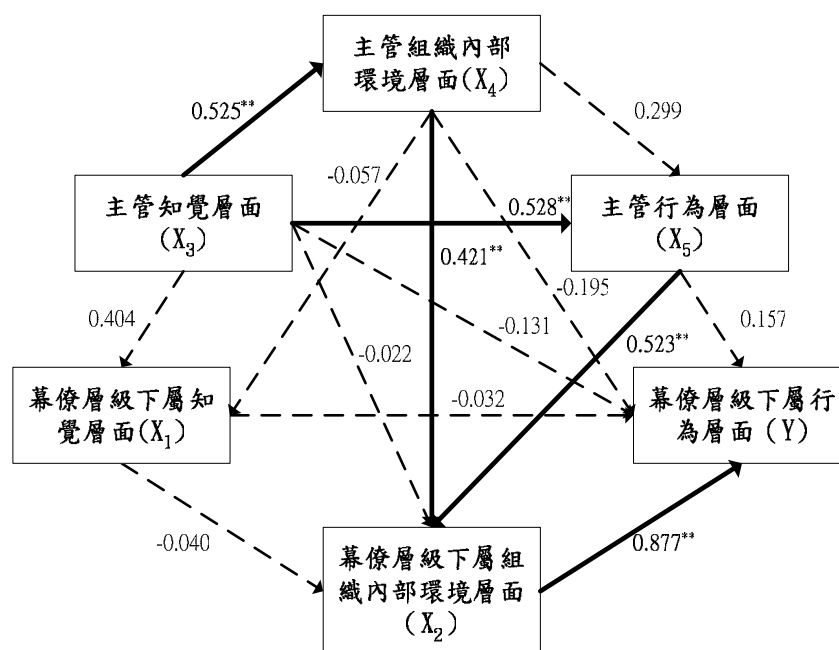 主管組織內部
環境層面(X₄)
0.525**
0.299
-0.057
主管知覺層面
(X₃)
0.528**
主管行為層面
(X₅)
0.421**
-0.195
0.404
-0.131
0.157
-0.022
0.523**
幕僚層級下屬知
覺層面(X₁)
-0.032
幕僚層級下屬行
為層面 (Y)
-0.040
幕僚層級下屬組
織內部環境層面
(X₂)
0.877**